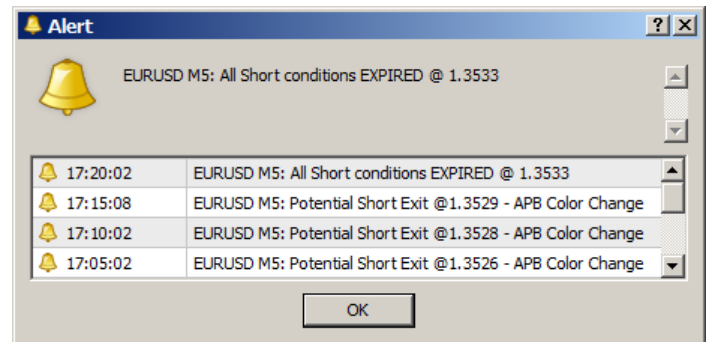 Alert
EURUSD M5: All Short conditions EXPIRED @ 1.3533
17:20:02 EURUSD M5: All Short conditions EXPIRED @ 1.3533
17:15:08 EURUSD M5: Potential Short Exit @1.3529 - APB Color Change
17:10:02 EURUSD M5: Potential Short Exit @1.3528 - APB Color Change
17:05:02 EURUSD M5: Potential Short Exit @1.3526 - APB Color Change
OK